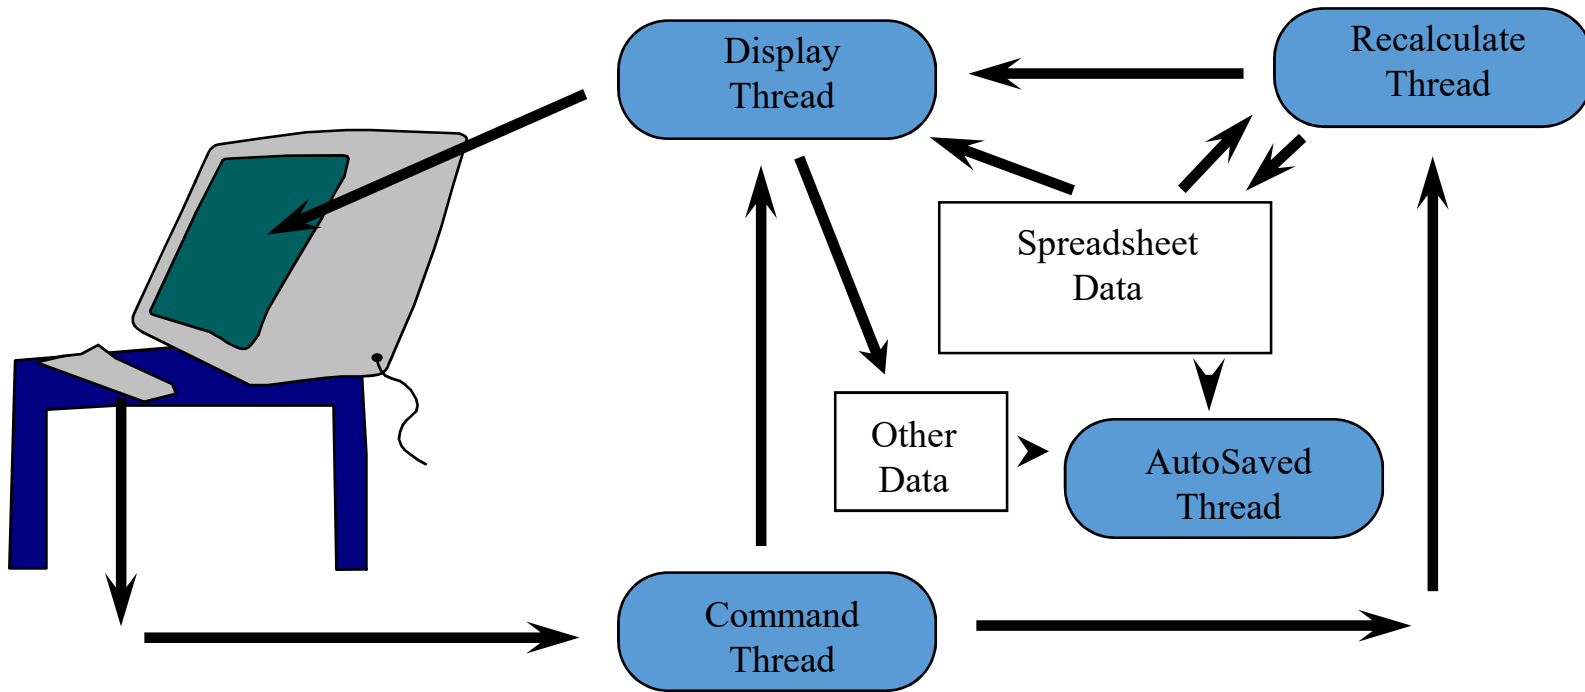 Display
Thread
Recalculate
Thread
Spreadsheet
Data
Other
Data
AutoSaved
Thread
Command
Thread